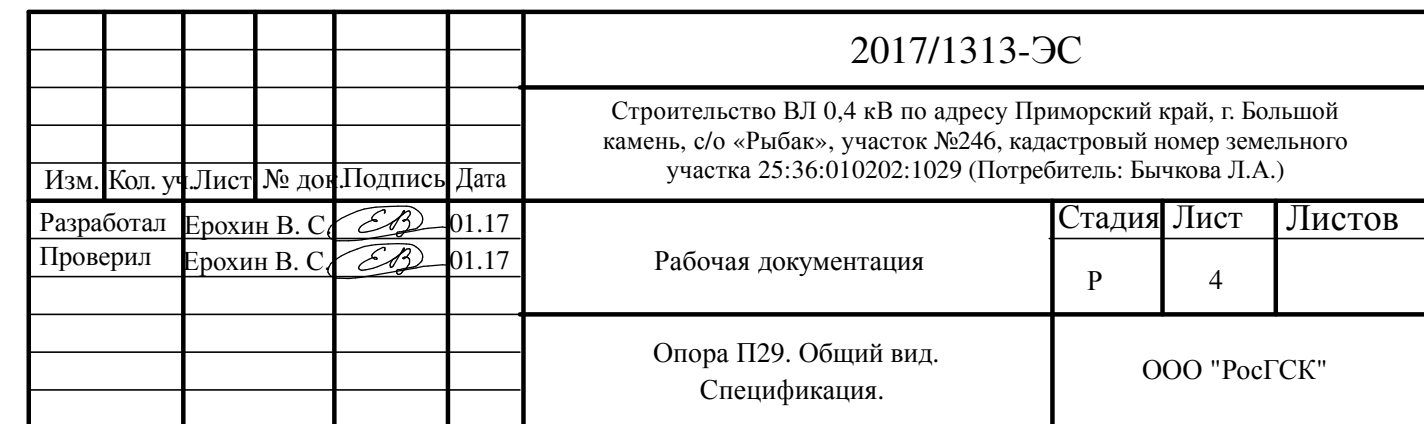 2017/1313-ЭС
Строительство ВЛ 0,4 кВ по адресу Приморский край, г. Большой
камень, с/о «Рыбак», участок №246, кадастровый номер земельного
участка 25:36:010202:1029 (Потребитель: Бычкова Л.А.)
Изм. Кол. уч. Лист № док. Подпись Дата
Разработал Ерохин В. С. ЕВ 01.17
Проверил Ерохин В. С. ЕВ 01.17
Рабочая документация
Стадия Лист Листов
Р 4
Опора П29. Общий вид.
Спецификация.
ООО "РосГСК"